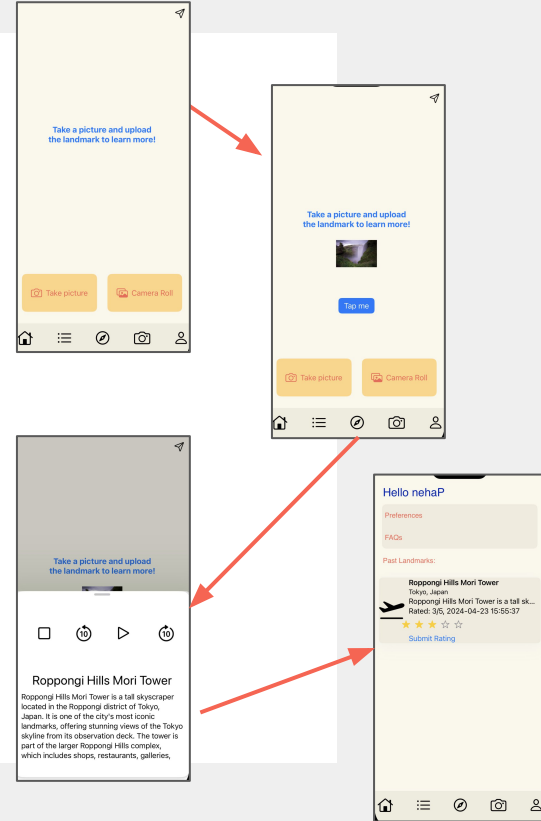 Take a picture and upload
the landmark to learn more!
Take picture
Camera Roll
Take a picture and upload
the landmark to learn more!
Tap me
Take picture
Camera Roll
Take a picture and upload
the landmark to learn more!
10
10
Roppongi Hills Mori Tower
Roppongi Hills Mori Tower is a tall skyscraper
located in the Roppongi district of Tokyo,
Japan. It is one of the city's most iconic
landmarks, offering stunning views of the Tokyo
skyline from its observation deck. The tower is
part of the larger Roppongi Hills complex,
which includes shops, restaurants, galleries,
Hello nehaP
Preferences
FAQs
Past Landmarks:
Roppongi Hills Mori Tower
Tokyo, Japan
Roppongi Hills Mori Tower is a tall sk...
Rated: 3/5, 2024-04-23 15:55:37
Submit Rating